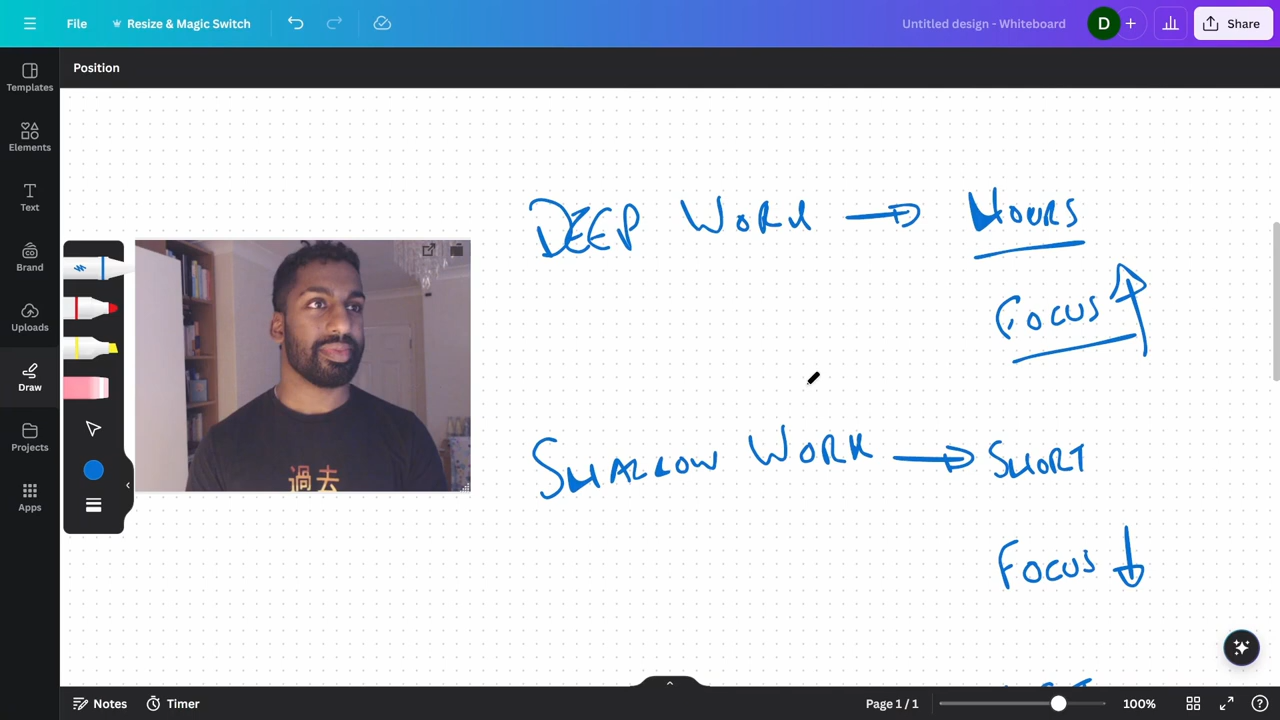 File
Resize & Magic Switch
Untitled design - Whiteboard
D
Share
Position
Templates
Elements
Text
Brand
Uploads
Draw
Projects
Apps
DEEP WORK → HOURS
FOCUS ↑
過去
SHALLOW WORK → SHORT
FOCUS ↓
Notes
Timer
Page 1 / 1
100%